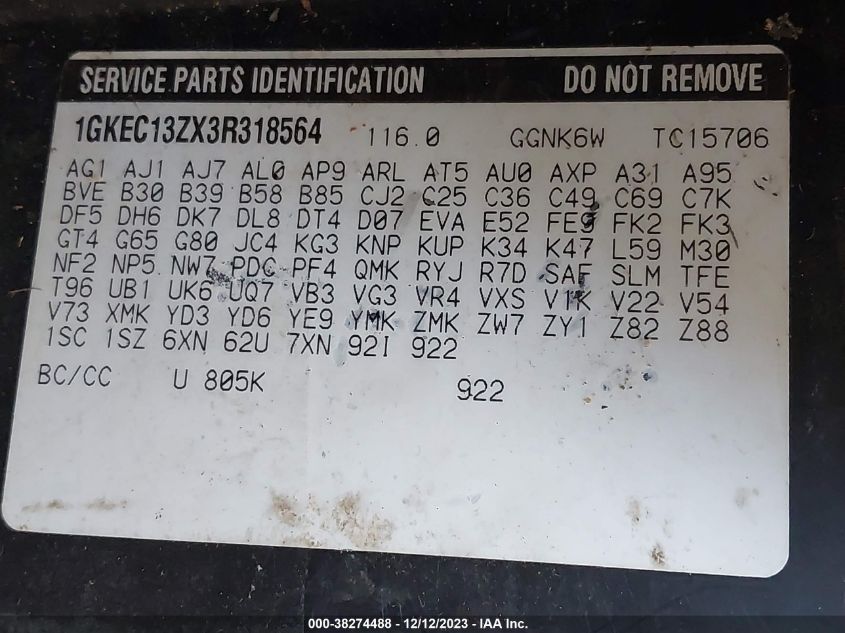 SERVICE PARTS IDENTIFICATION DO NOT REMOVE
1GKEC13ZX3R318564 116.0 GGNK6W TC15706
AG1 AJ1 AJ7 AL0 AP9 ARL AT5 AU0 AXP A31 A95
BVE B30 B39 B58 B85 CJ2 C25 C36 C49 C69 C7K
DF5 DH6 DK7 DL8 DT4 D07 EVA E52 FE9 FK2 FK3
GT4 G65 G80 JC4 KG3 KNP KUP K34 K47 L59 M30
NF2 NP5 NW7 PDC PF4 QMK RYJ R7D SAF SLM TFE
T96 UB1 UK6 UQ7 VB3 VG3 VR4 VXS V1K V22 V54
V73 XMK YD3 YD6 YE9 YMK ZMK ZW7 ZY1 Z82 Z88
1SC 1SZ 6XN 62U 7XN 92I 922
BC/CC U 805K 922
000-38274488 - 12/12/2023 - IAA Inc.